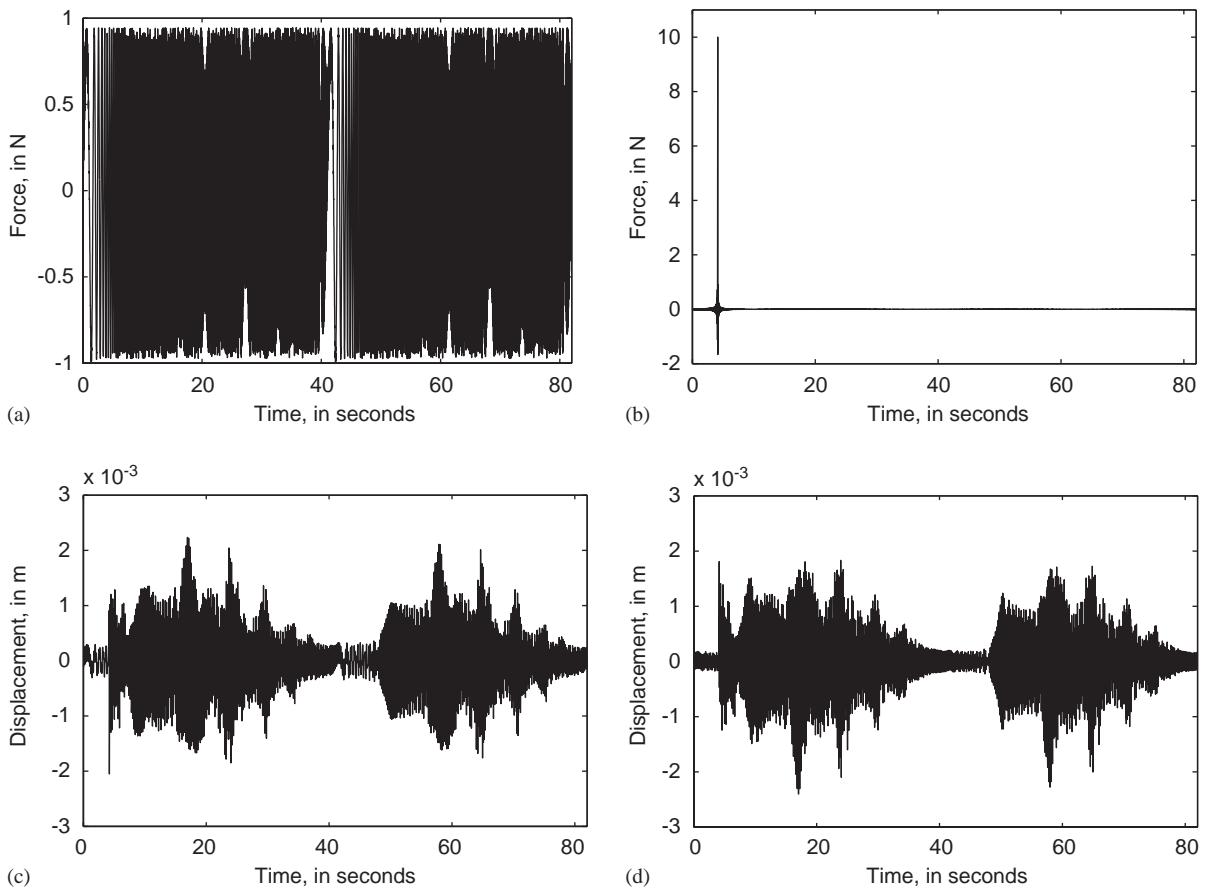 1
0.5
0
-0.5
-1
Force, in N
0 20 40 60 80
Time, in seconds
(a)
10
8
6
4
2
0
-2
Force, in N
0 20 40 60 80
Time, in seconds
(b)
x 10-3
3
2
1
0
-1
-2
-3
Displacement, in m
0 20 40 60 80
Time, in seconds
(c)
x 10-3
3
2
1
0
-1
-2
-3
Displacement, in m
0 20 40 60 80
Time, in seconds
(d)